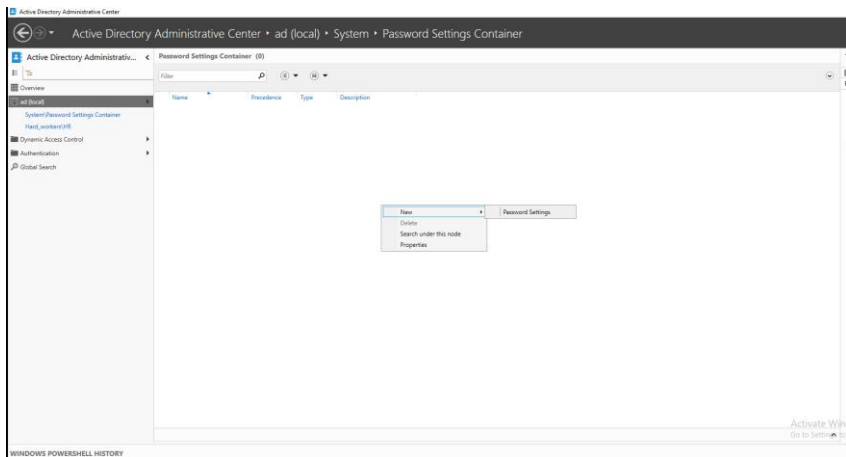 Active Directory Administrative Center
Active Directory Administrative Center • ad (local) • System • Password Settings Container
Active Directory Administrativ...
Password Settings Container (0)
Filter
Overview
ad (local)
Name Precedence Type Description
System\Password Settings Container
Hard_workers\HR
Dynamic Access Control
Authentication
Global Search
New
Password Settings
Delete
Search under this node
Properties
Activate Win
Go to Settings to
WINDOWS POWERSHELL HISTORY